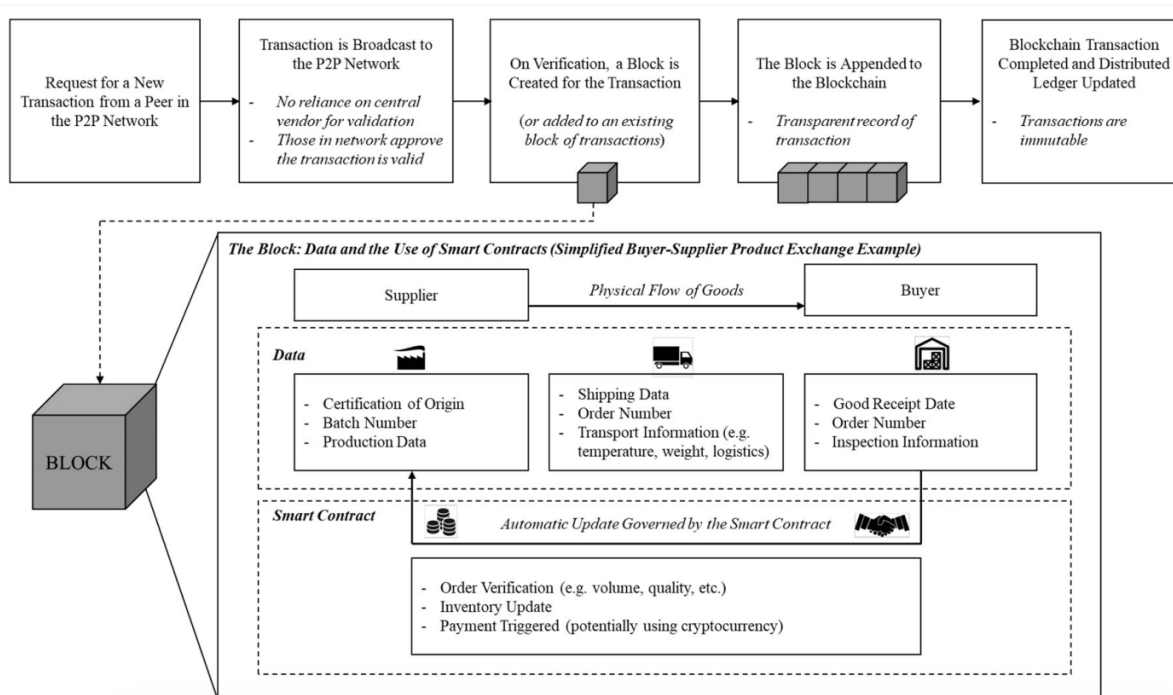 Request for a New
Transaction from a Peer in
the P2P Network
Transaction is Broadcast to
the P2P Network
- No reliance on central
vendor for validation
- Those in network approve
the transaction is valid
On Verification, a Block is
Created for the Transaction
(or added to an existing
block of transactions)
The Block is Appended to
the Blockchain
- Transparent record of
transaction
Blockchain Transaction
Completed and Distributed
Ledger Updated
- Transactions are
immutable
The Block: Data and the Use of Smart Contracts (Simplified Buyer-Supplier Product Exchange Example)
Supplier
Physical Flow of Goods
Buyer
Data
- Certification of Origin
- Batch Number
- Production Data
- Shipping Data
- Order Number
- Transport Information (e.g.
temperature, weight, logistics)
- Good Receipt Date
- Order Number
- Inspection Information
BLOCK
Smart Contract
Automatic Update Governed by the Smart Contract
- Order Verification (e.g. volume, quality, etc.)
- Inventory Update
- Payment Triggered (potentially using cryptocurrency)